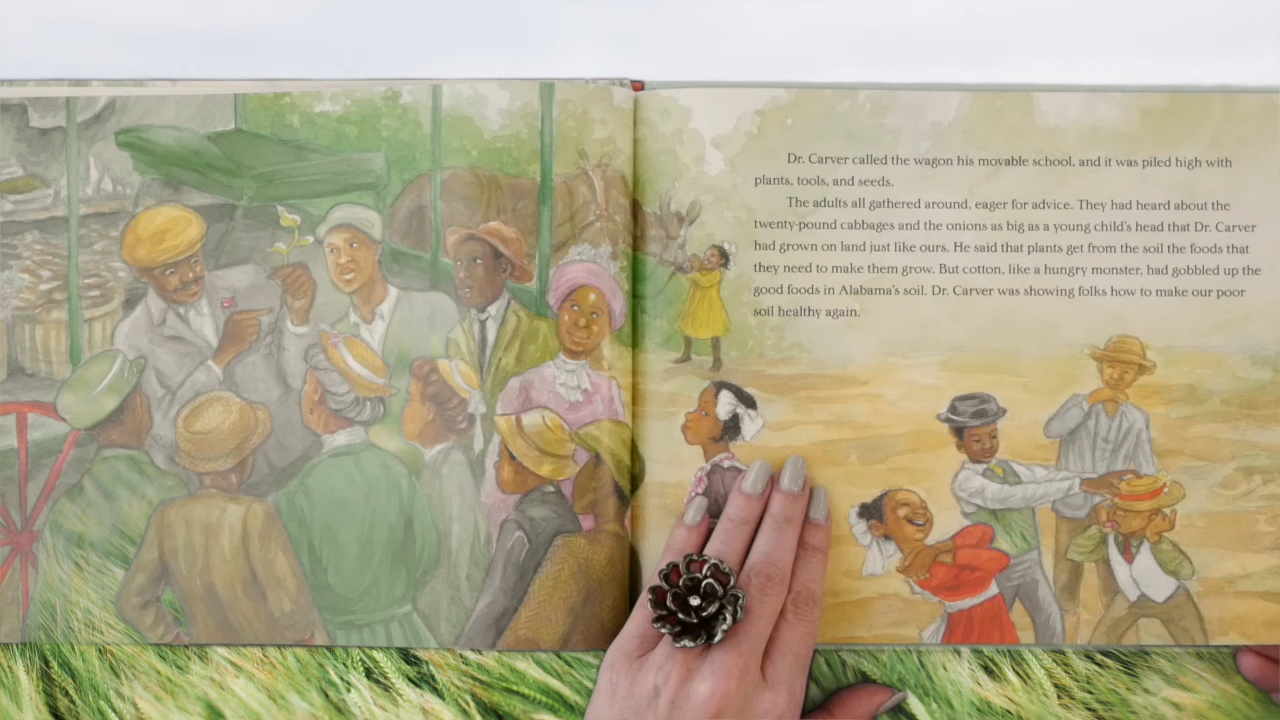 Dr. Carver called the wagon his movable school, and it was piled high with
plants, tools, and seeds.
The adults all gathered around, eager for advice. They had heard about the
twenty-pound cabbages and the onions as big as a young child's head that Dr. Carver
had grown on land just like ours. He said that plants get from the soil the foods that
they need to make them grow. But cotton, like a hungry monster, had gobbled up the
good foods in Alabama's soil. Dr. Carver was showing folks how to make our poor
soil healthy again.